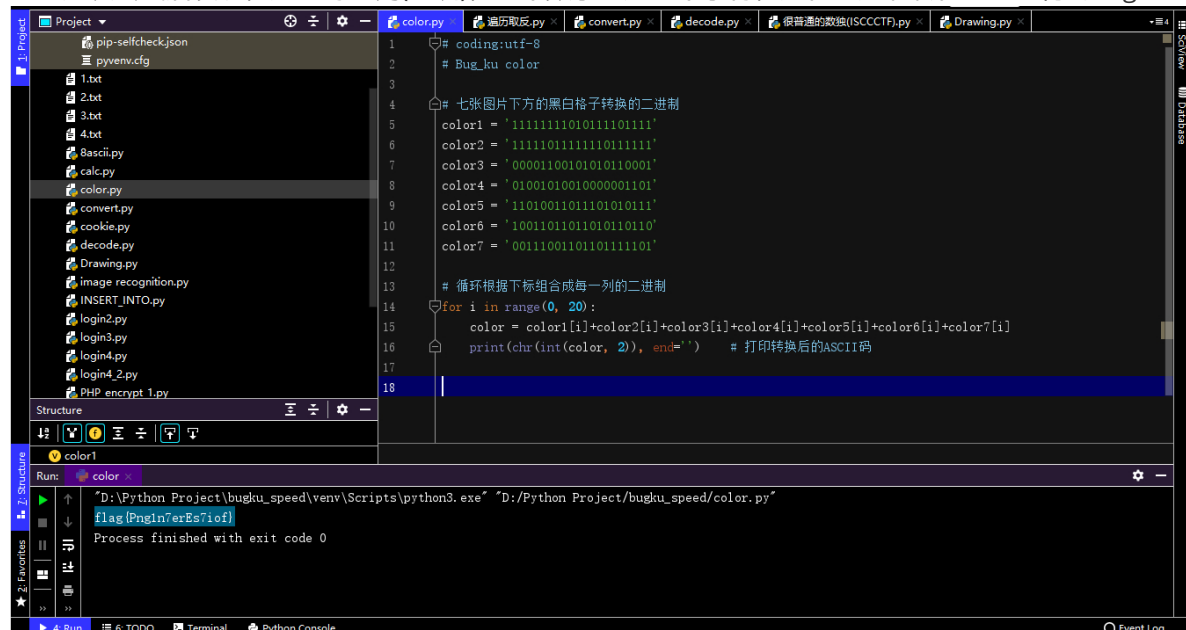 Project
pip-selfcheck.json
pyvenv.cfg
1.txt
2.txt
3.txt
4.txt
8ascii.py
calc.py
color.py
convert.py
cookie.py
decode.py
Drawing.py
image recognition.py
INSERT_INTO.py
login2.py
login3.py
login4.py
login4_2.py
PHP encrypt 1.py
Structure
color1
1: Project
7: Structure
2: Favorites
color.py × 遍历取反.py × convert.py × decode.py × 很普通的数独(ISCCCTF).py × Drawing.py ×
4
SciView
Database
1 # coding:utf-8
2 # Bug_ku color
3
4 # 七张图片下方的黑白格子转换的二进制
5 color1 = '11111111010111101111'
6 color2 = '11111011111110111111'
7 color3 = '00001100101010110001'
8 color4 = '01001010010000001101'
9 color5 = '11010011011101010111'
10 color6 = '10011011011010110110'
11 color7 = '00111001101101111101'
12
13 # 循环根据下标组合成每一列的二进制
14 for i in range(0, 20):
15 color = color1[i]+color2[i]+color3[i]+color4[i]+color5[i]+color6[i]+color7[i]
16 print(chr(int(color, 2)), end='') # 打印转换后的ASCII码
17
18
Run: color ×
"D:\Python Project\bugku_speed\venv\Scripts\python3.exe" "D:/Python Project/bugku_speed/color.py"
flag{Png1n7erEs7iof}
Process finished with exit code 0
4: Run 6: TODO Terminal Python Console Event Log